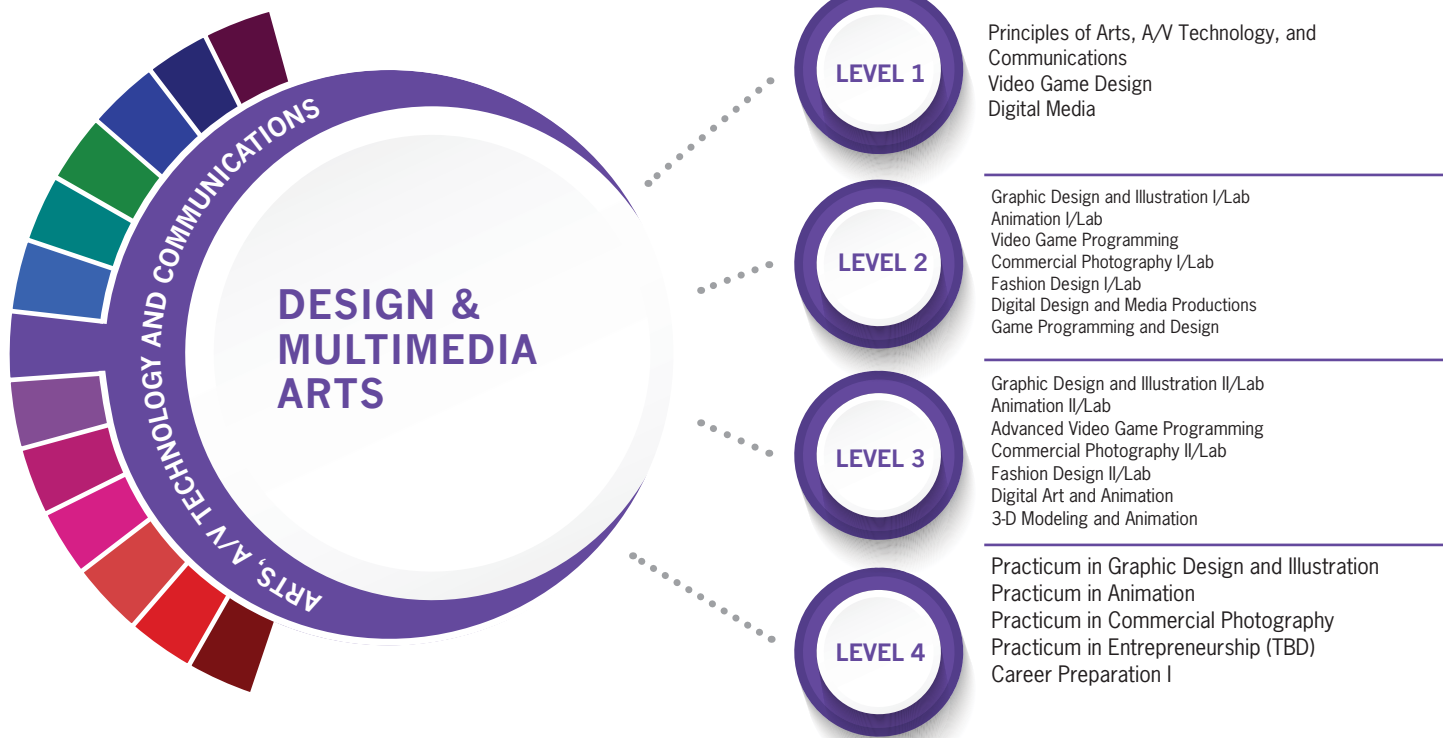 ARTS, A/V TECHNOLOGY AND COMMUNICATIONS
DESIGN &
MULTIMEDIA
ARTS
LEVEL 1
Principles of Arts, A/V Technology, and
Communications
Video Game Design
Digital Media
LEVEL 2
Graphic Design and Illustration I/Lab
Animation I/Lab
Video Game Programming
Commercial Photography I/Lab
Fashion Design I/Lab
Digital Design and Media Productions
Game Programming and Design
LEVEL 3
Graphic Design and Illustration II/Lab
Animation II/Lab
Advanced Video Game Programming
Commercial Photography II/Lab
Fashion Design II/Lab
Digital Art and Animation
3-D Modeling and Animation
LEVEL 4
Practicum in Graphic Design and Illustration
Practicum in Animation
Practicum in Commercial Photography
Practicum in Entrepreneurship (TBD)
Career Preparation I